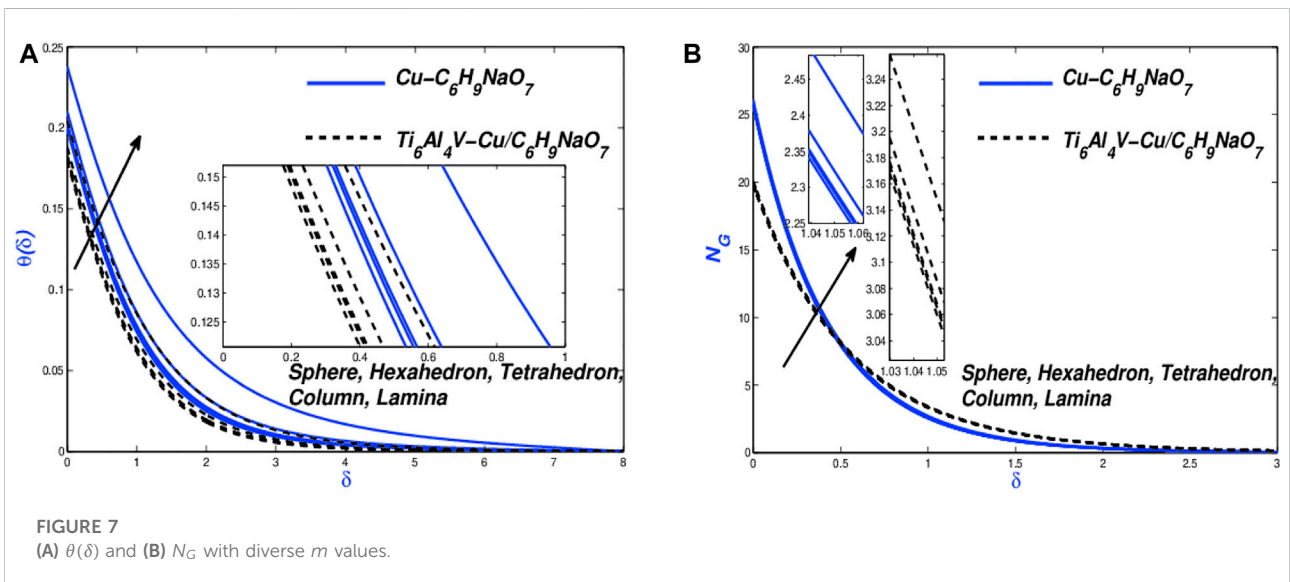 A
0.25
0.2
0.15
0.1
0.05
0
θ(δ)
Cu−C6H9NaO7
Ti6Al4V−Cu/C6H9NaO7
0.15
0.145
0.14
0.135
0.13
0.125
0 0.2 0.4 0.6 0.8 1
Sphere, Hexahedron, Tetrahedron,
Column, Lamina
0 1 2 3 4 5 6 7 8
δ
B
30
25
20
15
10
5
0
N_G
2.45
2.4
2.35
2.3
2.25
1.04 1.05 1.06
3.24
3.22
3.2
3.18
3.16
3.14
3.12
3.1
3.08
3.06
3.04
1.03 1.04 1.05
Cu−C6H9NaO7
Ti6Al4V−Cu/C6H9NaO7
Sphere, Hexahedron, Tetrahedron,
Column, Lamina
0 0.5 1 1.5 2 2.5 3
δ
FIGURE 7
(A) θ(δ) and (B) N_G with diverse m values.